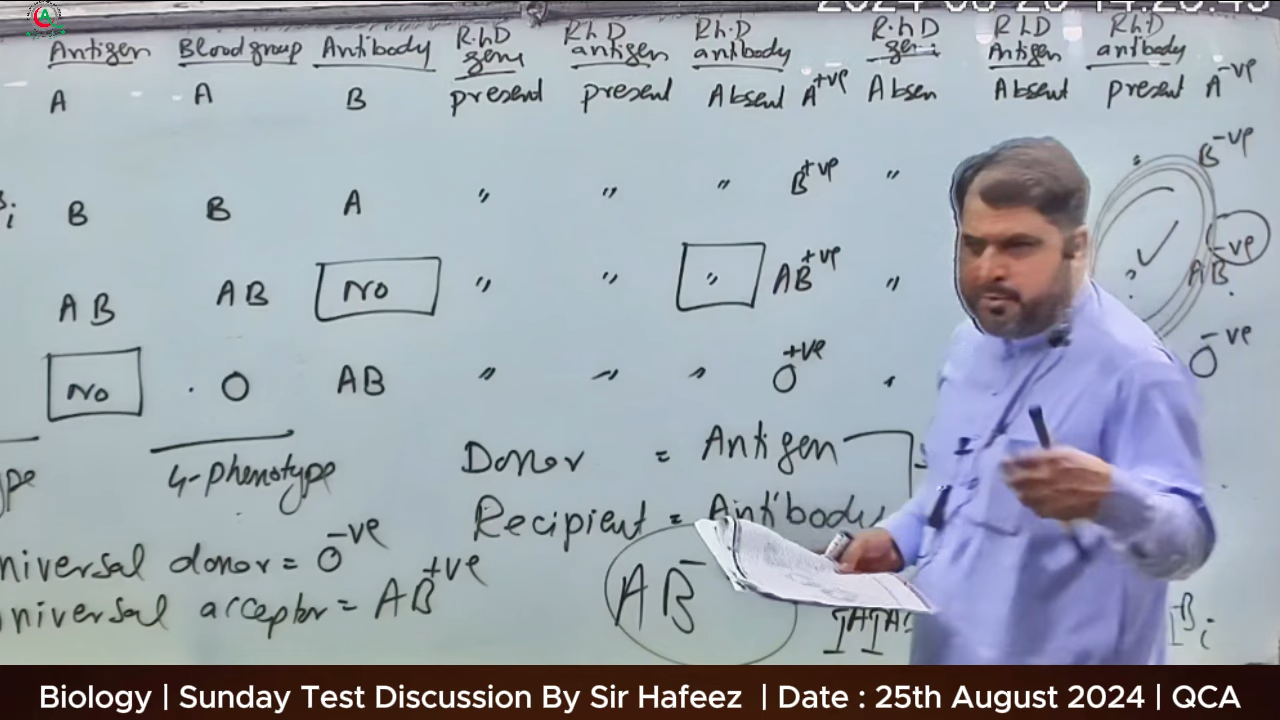 Antigen Blood group Antibody R.h.D gene R.h.D antigen R.h.D antibody R.h.D gene R.h.D Antigen R.h.D antibody
A A B present present Absent A+ve Absen Absent present A-ve
B B A " " " B+ve " " B-ve
AB AB No " " " AB+ve " AB-ve
No . O AB " " " O+ve " O-ve
4-phenotype
Donor = Antigen
Recipient = Antibody
niversal donor = O-ve
niversal acceptor = AB+ve
AB-
Biology | Sunday Test Discussion By Sir Hafeez | Date : 25th August 2024 | QCA